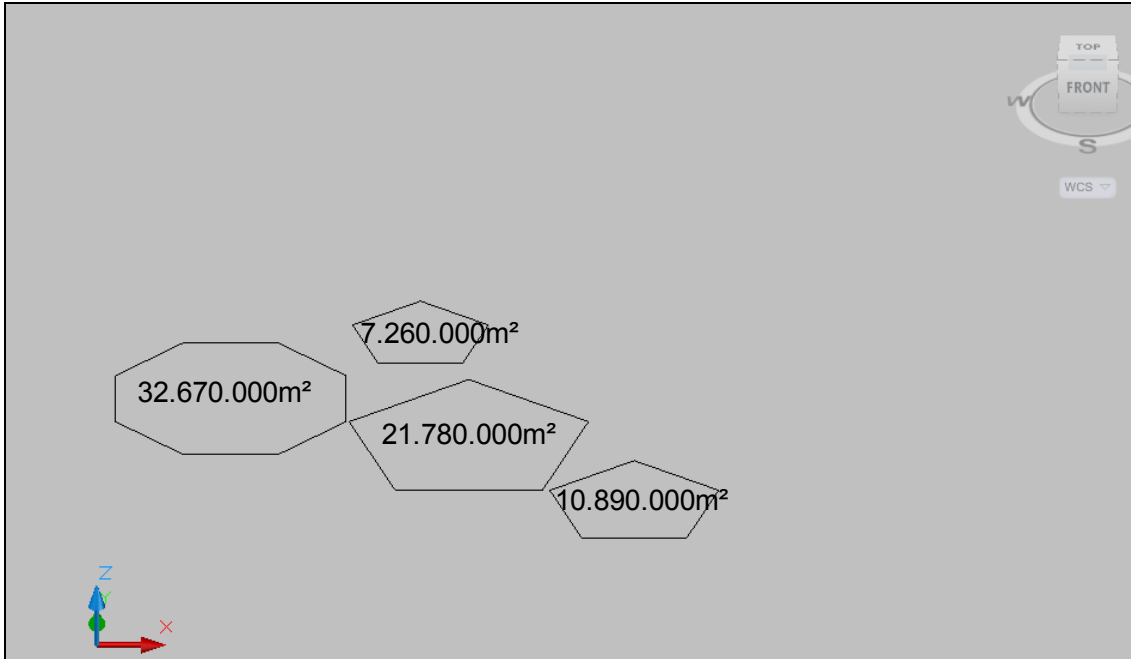 TOP
FRONT
W
S
WCS
7.260.000m²
32.670.000m²
21.780.000m²
10.890.000m²
Z
Y
X